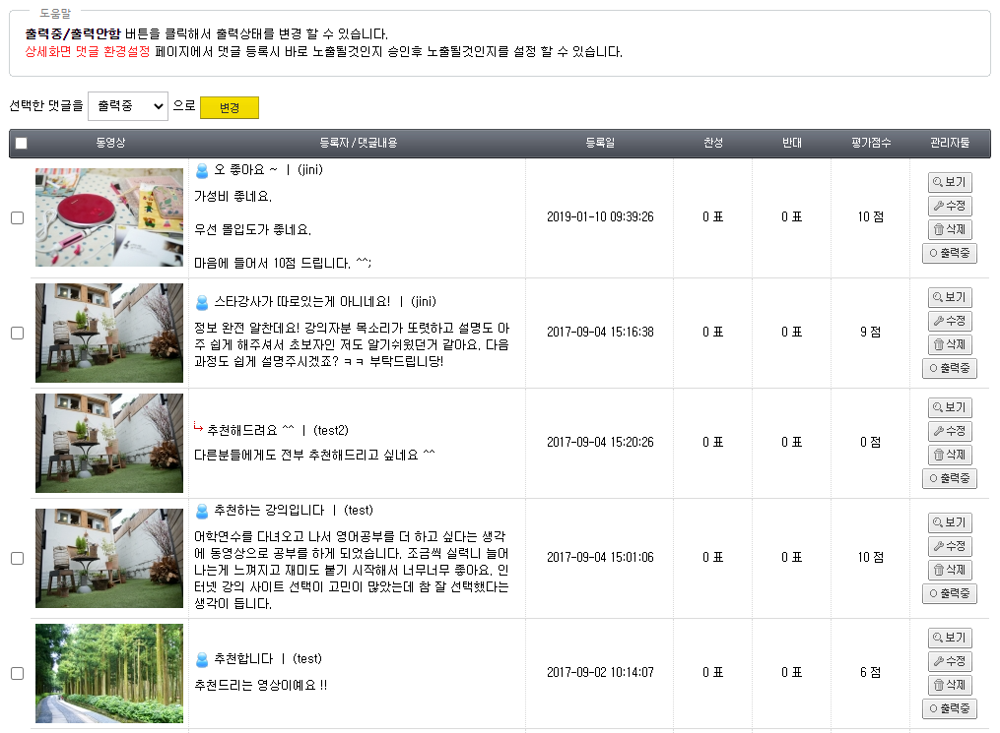 도움말
출력중/출력안함 버튼을 클릭해서 출력상태를 변경 할 수 있습니다.
상세화면 댓글 환경설정 페이지에서 댓글 등록시 바로 노출될것인지 승인후 노출될것인지를 설정 할 수 있습니다.
선택한 댓글을 출력중 으로 변경
동영상 등록자 / 댓글내용 등록일 찬성 반대 평가점수 관리자툴
오 좋아요 ~ | (jini)
가성비 좋네요.
우선 몰입도가 좋네요.
마음에 들어서 10점 드립니다. ^^;
2019-01-10 09:39:26 0 표 0 표 10 점
보기
수정
삭제
출력중
스타강사가 따로있는게 아니네요! | (jini)
정보 완전 알찬데요! 강의자분 목소리가 또렷하고 설명도 아
주 쉽게 해주셔서 초보자인 저도 알기쉬웠던거 같아요. 다음
과정도 쉽게 설명주시겠죠? ㅋㅋ 부탁드립니당!
2017-09-04 15:16:38 0 표 0 표 9 점
보기
수정
삭제
출력중
추천해드려요 ^^ | (test2)
다른분들에게도 전부 추천해드리고 싶네요 ^^
2017-09-04 15:20:26 0 표 0 표 0 점
보기
수정
삭제
출력중
추천하는 강의입니다 | (test)
어학연수를 다녀오고 나서 영어공부를 더 하고 싶다는 생각
에 동영상으로 공부를 하게 되었습니다. 조금씩 실력니 늘어
나는게 느껴지고 재미도 붙기 시작해서 너무너무 좋아요. 인
터넷 강의 사이트 선택이 고민이 많았는데 참 잘 선택했다는
생각이 듭니다.
2017-09-04 15:01:06 0 표 0 표 10 점
보기
수정
삭제
출력중
추천합니다 | (test)
추천드리는 영상이예요 !!
2017-09-02 10:14:07 0 표 0 표 6 점
보기
수정
삭제
출력중